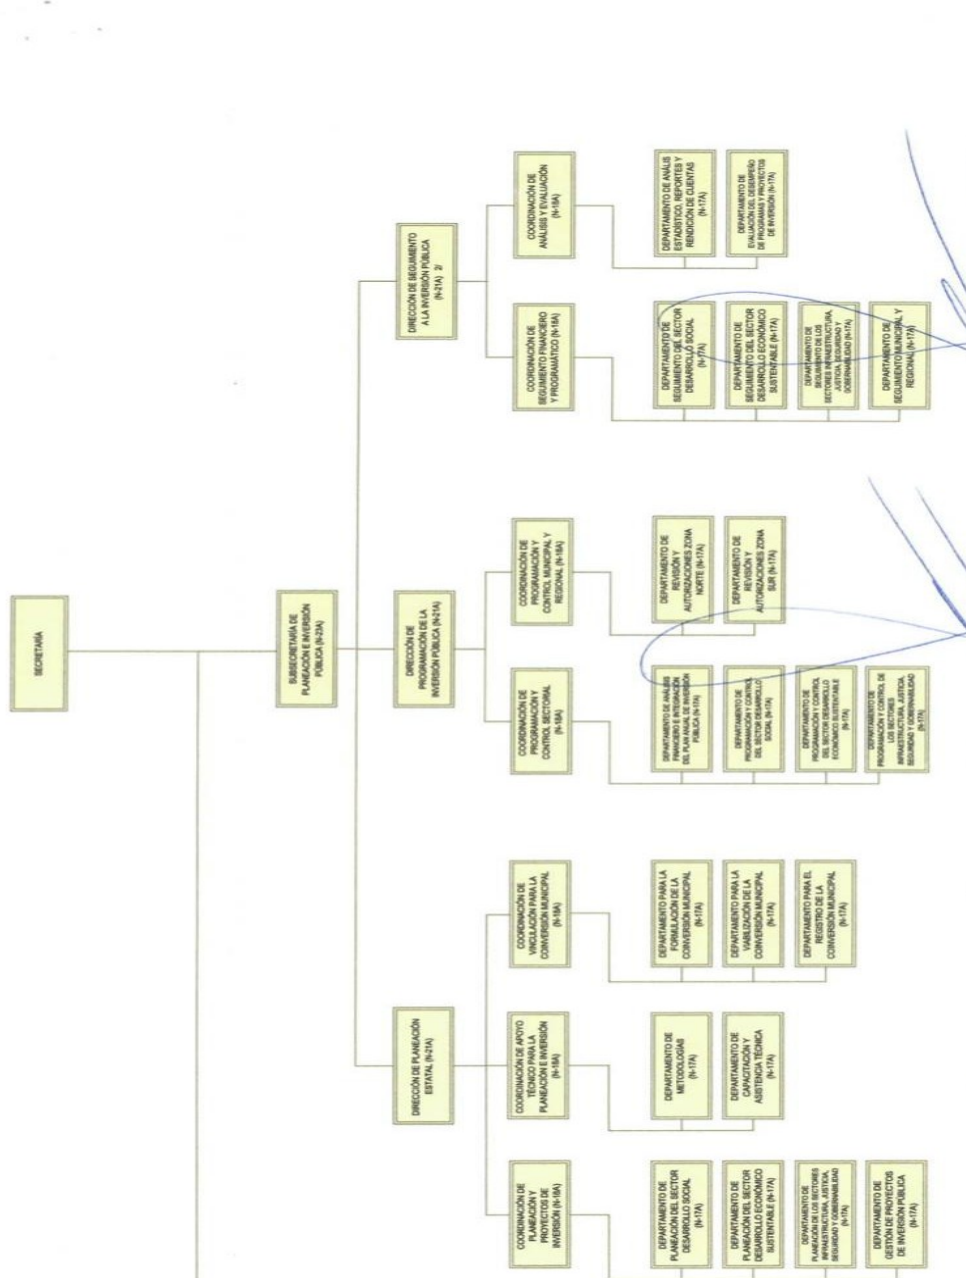 SECRETARÍA
SUBSECRETARÍA DE
PLANEACIÓN E INVERSIÓN
PÚBLICA (N-23A)
DIRECCIÓN DE PLANEACIÓN
ESTATAL (N-21A)
DIRECCIÓN DE
PROGRAMACIÓN DE LA
INVERSIÓN PÚBLICA (N-21A)
DIRECCIÓN DE SEGUIMIENTO
A LA INVERSIÓN PÚBLICA
(N-21A) 2/
COORDINACIÓN DE
PLANEACIÓN Y
PROYECTOS DE
INVERSIÓN (N-18A)
COORDINACIÓN DE APOYO
TÉCNICO PARA LA
PLANEACIÓN E INVERSIÓN
(N-18A)
COORDINACIÓN DE
VINCULACIÓN PARA LA
COINVERSIÓN MUNICIPAL
(N-18A)
COORDINACIÓN DE
PROGRAMACIÓN Y
CONTROL SECTORIAL
(N-18A)
COORDINACIÓN DE
PROGRAMACIÓN Y
CONTROL MUNICIPAL Y
REGIONAL (N-18A)
COORDINACIÓN DE
SEGUIMIENTO FINANCIERO
Y PROGRAMÁTICO (N-18A)
COORDINACIÓN DE
ANÁLISIS Y EVALUACIÓN
(N-18A)
DEPARTAMENTO DE
PLANEACIÓN DEL SECTOR
DESARROLLO SOCIAL
(N-17A)
DEPARTAMENTO DE
PLANEACIÓN DEL SECTOR
DESARROLLO ECONÓMICO
SUSTENTABLE (N-17A)
DEPARTAMENTO DE
PLANEACIÓN DE LOS SECTORES
INFRAESTRUCTURA, JUSTICIA,
SEGURIDAD Y GOBERNABILIDAD
(N-17A)
DEPARTAMENTO DE
GESTIÓN DE PROYECTOS
DE INVERSIÓN PÚBLICA
(N-17A)
DEPARTAMENTO DE
METODOLOGÍAS
(N-17A)
DEPARTAMENTO DE
CAPACITACIÓN Y
ASISTENCIA TÉCNICA
(N-17A)
DEPARTAMENTO PARA LA
FORMULACIÓN DE LA
COINVERSIÓN MUNICIPAL
(N-17A)
DEPARTAMENTO PARA LA
VIABILIZACIÓN DE LA
COINVERSIÓN MUNICIPAL
(N-17A)
DEPARTAMENTO PARA EL
REGISTRO DE LA
COINVERSIÓN MUNICIPAL
(N-17A)
DEPARTAMENTO DE ANÁLISIS
FINANCIERO E INTEGRACIÓN
DEL PLAN ANUAL DE INVERSIÓN
PÚBLICA (N-17A)
DEPARTAMENTO DE
PROGRAMACIÓN Y CONTROL
DEL SECTOR DESARROLLO
SOCIAL (N-17A)
DEPARTAMENTO DE
PROGRAMACIÓN Y CONTROL
DEL SECTOR DESARROLLO
ECONÓMICO SUSTENTABLE
(N-17A)
DEPARTAMENTO DE
PROGRAMACIÓN Y CONTROL DE
LOS SECTORES
INFRAESTRUCTURA, JUSTICIA,
SEGURIDAD Y GOBERNABILIDAD
(N-17A)
DEPARTAMENTO DE
REVISIÓN Y
AUTORIZACIONES ZONA
NORTE (N-17A)
DEPARTAMENTO DE
REVISIÓN Y
AUTORIZACIONES ZONA
SUR (N-17A)
DEPARTAMENTO DE
SEGUIMIENTO DEL SECTOR
DESARROLLO SOCIAL
(N-17A)
DEPARTAMENTO DE
SEGUIMIENTO DEL SECTOR
DESARROLLO ECONÓMICO
SUSTENTABLE (N-17A)
DEPARTAMENTO DE
SEGUIMIENTO DE LOS
SECTORES INFRAESTRUCTURA,
JUSTICIA, SEGURIDAD Y
GOBERNABILIDAD (N-17A)
DEPARTAMENTO DE
SEGUIMIENTO MUNICIPAL Y
REGIONAL (N-17A)
DEPARTAMENTO DE ANÁLIS
ESTADÍSTICO, REPORTES Y
RENDICIÓN DE CUENTAS
(N-17A)
DEPARTAMENTO DE
EVALUACIÓN DEL DESEMPEÑO
DE PROGRAMAS Y PROYECTOS
DE INVERSIÓN (N-17A)